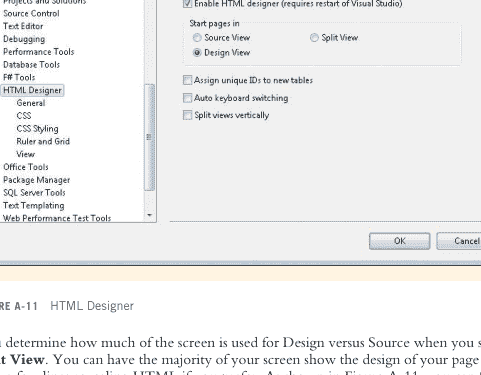 Projects and Solutions
Source Control
Text Editor
Debugging
Performance Tools
Database Tools
F# Tools
HTML Designer
General
CSS
CSS Styling
Ruler and Grid
View
Office Tools
Package Manager
SQL Server Tools
Text Templating
Web Performance Test Tools
Enable HTML designer (requires restart of Visual Studio)
Start pages in
Source View
Split View
Design View
Assign unique IDs to new tables
Auto keyboard switching
Split views vertically
OK
Cancel
RE A-11 HTML Designer
determine how much of the screen is used for Design versus Source when you s
t View. You can have the majority of your screen show the design of your page